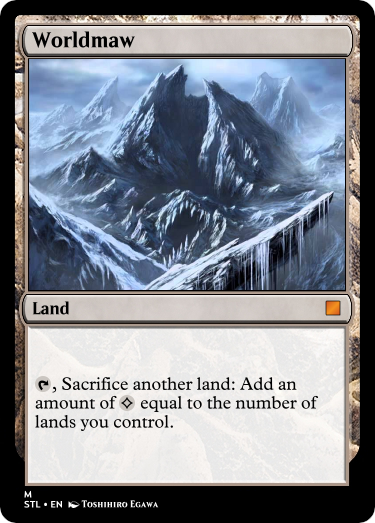 Worldmaw
Land
, Sacrifice another land: Add an
amount of equal to the number of
lands you control.
M
STL • EN Toshihiro Egawa